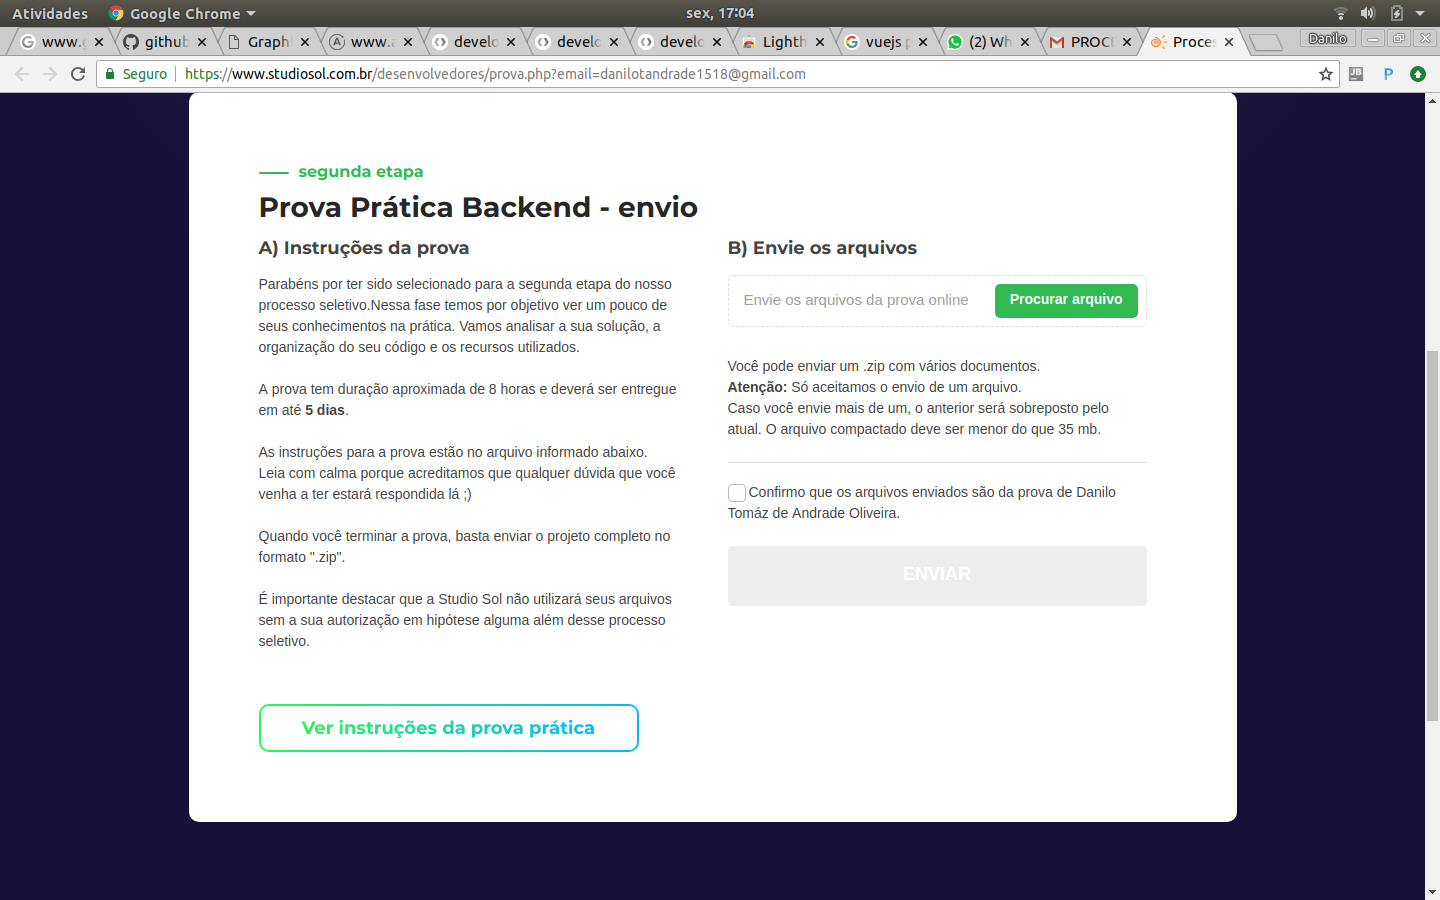 Atividades Google Chrome sex, 17:04
www.g github Graph www.a develo develo develo Lighth vuejs p (2) Wh PROCE Proces Danilo
Seguro https://www.studiosol.com.br/desenvolvedores/prova.php?email=danilotandrade1518@gmail.com JB P
segunda etapa
Prova Prática Backend - envio
A) Instruções da prova
Parabéns por ter sido selecionado para a segunda etapa do nosso
processo seletivo.Nessa fase temos por objetivo ver um pouco de
seus conhecimentos na prática. Vamos analisar a sua solução, a
organização do seu código e os recursos utilizados.
A prova tem duração aproximada de 8 horas e deverá ser entregue
em até 5 dias.
As instruções para a prova estão no arquivo informado abaixo.
Leia com calma porque acreditamos que qualquer dúvida que você
venha a ter estará respondida lá ;)
Quando você terminar a prova, basta enviar o projeto completo no
formato ".zip".
É importante destacar que a Studio Sol não utilizará seus arquivos
sem a sua autorização em hipótese alguma além desse processo
seletivo.
Ver instruções da prova prática
B) Envie os arquivos
Envie os arquivos da prova online Procurar arquivo
Você pode enviar um .zip com vários documentos.
Atenção: Só aceitamos o envio de um arquivo.
Caso você envie mais de um, o anterior será sobreposto pelo
atual. O arquivo compactado deve ser menor do que 35 mb.
Confirmo que os arquivos enviados são da prova de Danilo
Tomáz de Andrade Oliveira.
ENVIAR